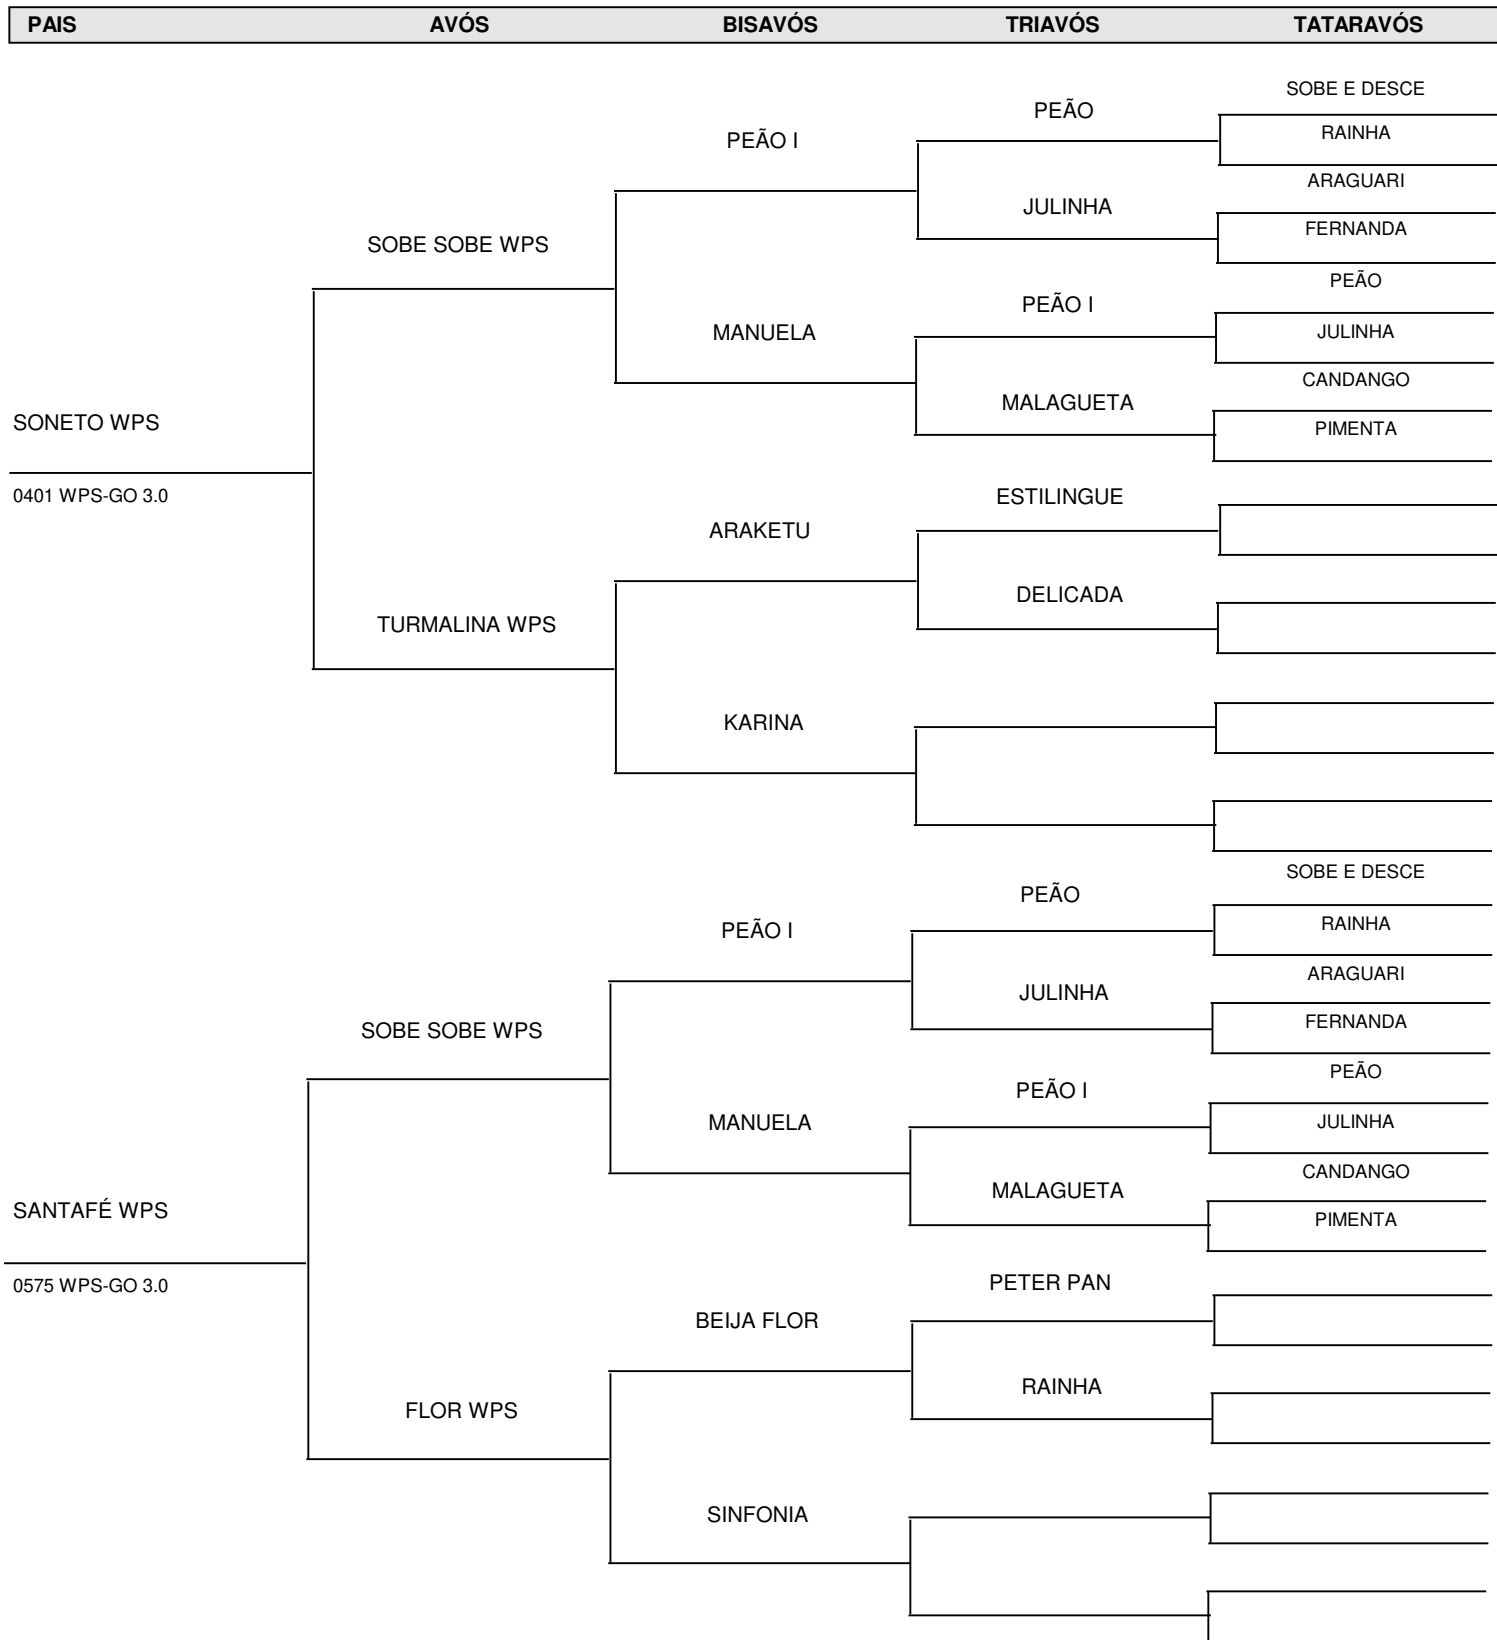 PAIS AVÓS BISAVÓS TRIAVÓS TATARAVÓS
SOBE E DESCE
PEÃO
RAINHA
PEÃO I
ARAGUARI
JULINHA
FERNANDA
SOBE SOBE WPS
PEÃO
PEÃO I
JULINHA
MANUELA
CANDANGO
MALAGUETA
SONETO WPS
PIMENTA
0401 WPS-GO 3.0
ESTILINGUE
ARAKETU
DELICADA
TURMALINA WPS
KARINA
SOBE E DESCE
PEÃO
RAINHA
PEÃO I
ARAGUARI
JULINHA
FERNANDA
SOBE SOBE WPS
PEÃO
PEÃO I
JULINHA
MANUELA
CANDANGO
MALAGUETA
SANTAFÉ WPS
PIMENTA
0575 WPS-GO 3.0
PETER PAN
BEIJA FLOR
RAINHA
FLOR WPS
SINFONIA